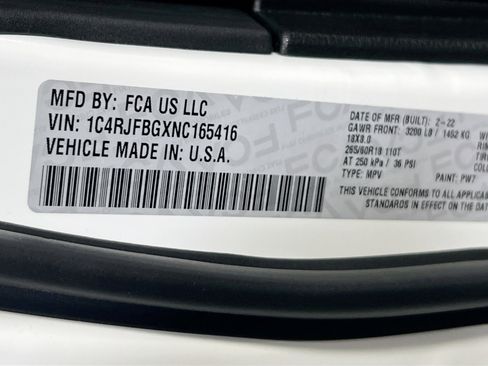 MFD BY: FCA US LLC
VIN: 1C4RJFBGXNC165416
VEHICLE MADE IN: U.S.A.
DATE OF MFR (BUILT): 2-22
GAWR FRONT: 3200 LB / 1452 KG
18X8.0
265/60R18 110T
AT 250 kPa / 36 PSI
TYPE: MPV PAINT: PW7
THIS VEHICLE CONFORMS TO ALL APPLICABL
STANDARDS IN EFFECT ON THE DAT